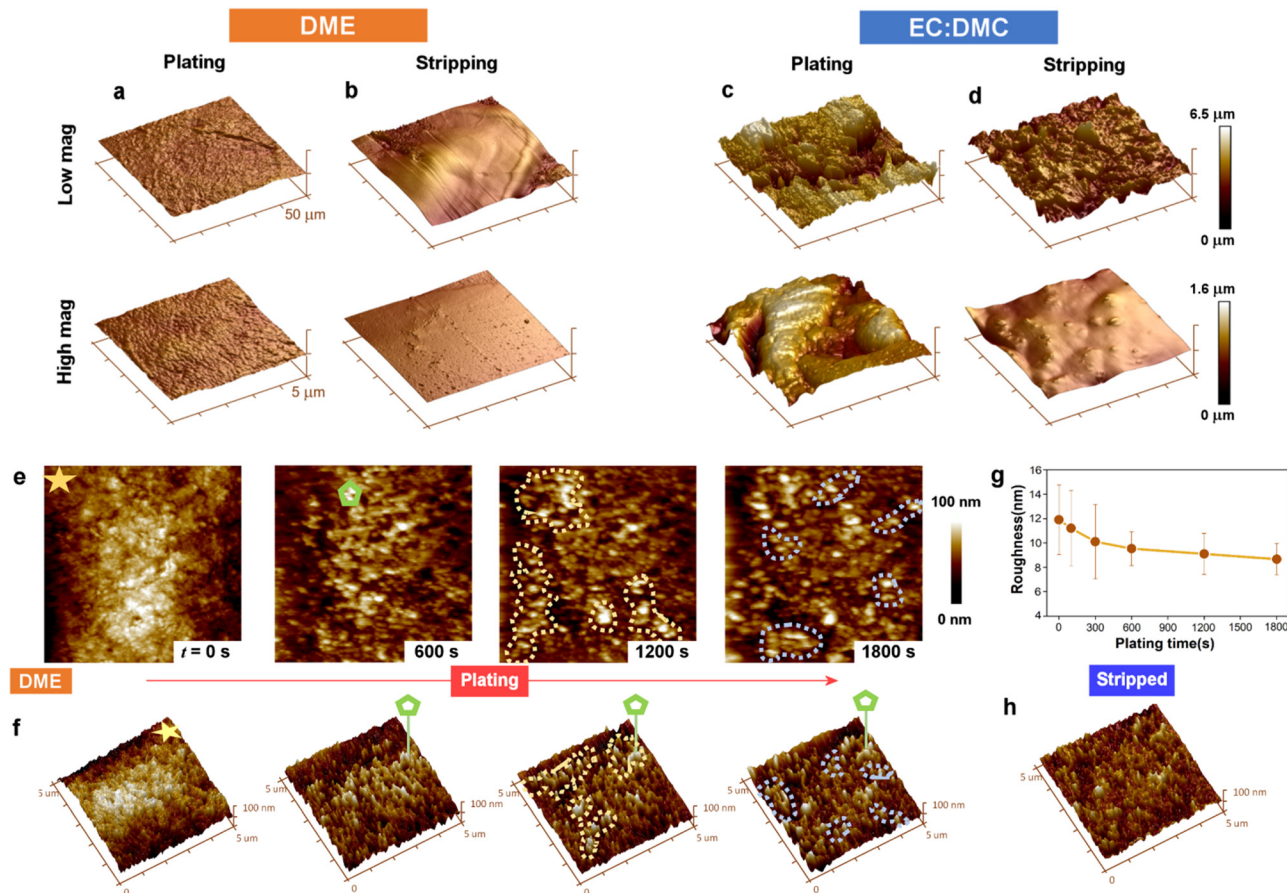 DME
EC:DMC
Plating
Stripping
Plating
Stripping
a
b
c
d
Low mag
50 μm
6.5 μm
0 μm
High mag
5 μm
1.6 μm
0 μm
e
t = 0 s
600 s
1200 s
1800 s
100 nm
0 nm
g
Roughness(nm)
16
14
12
10
8
6
4
0 300 600 900 1200 1500 1800
Plating time(s)
DME
Plating
Stripped
f
5 um
100 nm
5 um
0
5 um
100 nm
5 um
0
5 um
100 nm
5 um
0
5 um
100 nm
5 um
0
h
5 um
100 nm
5 um
0